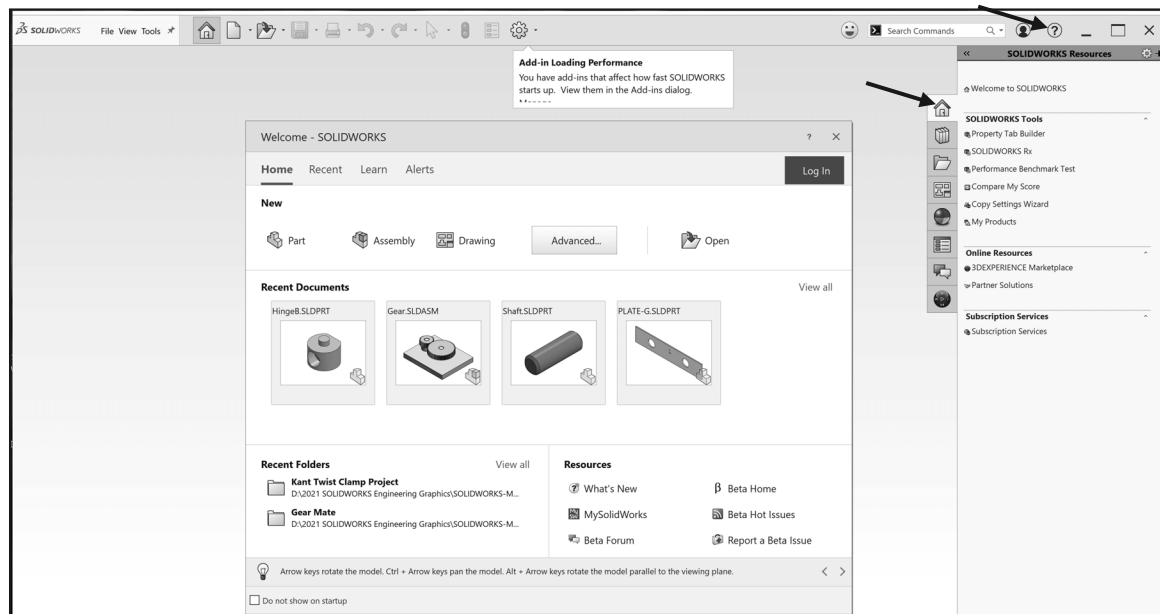 SOLIDWORKS File View Tools Search Commands ?
Add-in Loading Performance
You have add-ins that affect how fast SOLIDWORKS
starts up. View them in the Add-ins dialog.
Welcome - SOLIDWORKS ?
Home Recent Learn Alerts Log In
New
Part Assembly Drawing Advanced... Open
Recent Documents View all
HingeB.SLDPRT Gear.SLDASM Shaft.SLDPRT PLATE-G.SLDPRT
Recent Folders View all
Kant Twist Clamp Project
D:\2021 SOLIDWORKS Engineering Graphics\SOLIDWORKS-M...
Gear Mate
D:\2021 SOLIDWORKS Engineering Graphics\SOLIDWORKS-M...
Resources
What's New β Beta Home
MySolidWorks Beta Hot Issues
Beta Forum Report a Beta Issue
Arrow keys rotate the model. Ctrl + Arrow keys pan the model. Alt + Arrow keys rotate the model parallel to the viewing plane.
Do not show on startup
SOLIDWORKS Resources
Welcome to SOLIDWORKS
SOLIDWORKS Tools
Property Tab Builder
SOLIDWORKS Rx
Performance Benchmark Test
Compare My Score
Copy Settings Wizard
My Products
Online Resources
3DEXPERIENCE Marketplace
Partner Solutions
Subscription Services
Subscription Services